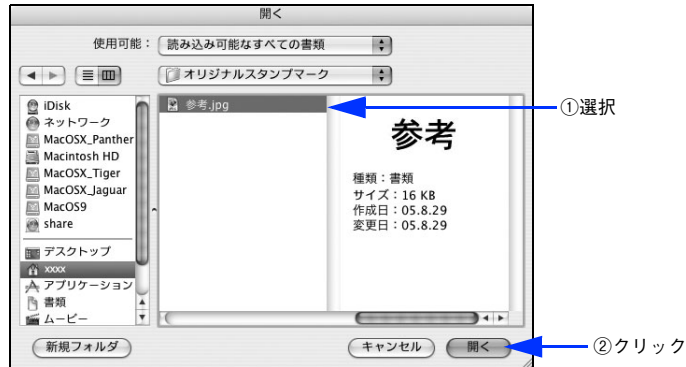 開く
使用可能：
読み込み可能なすべての書類
オリジナルスタンプマーク
iDisk
ネットワーク
MacOSX_Panther
Macintosh HD
MacOSX_Tiger
MacOSX_Jaguar
MacOS9
share
デスクトップ
xxxx
アプリケーション
書類
ムービー
参考.jpg
参考
種類：書類
サイズ：16 KB
作成日：05.8.29
変更日：05.8.29
①選択
新規フォルダ
キャンセル
開く
②クリック